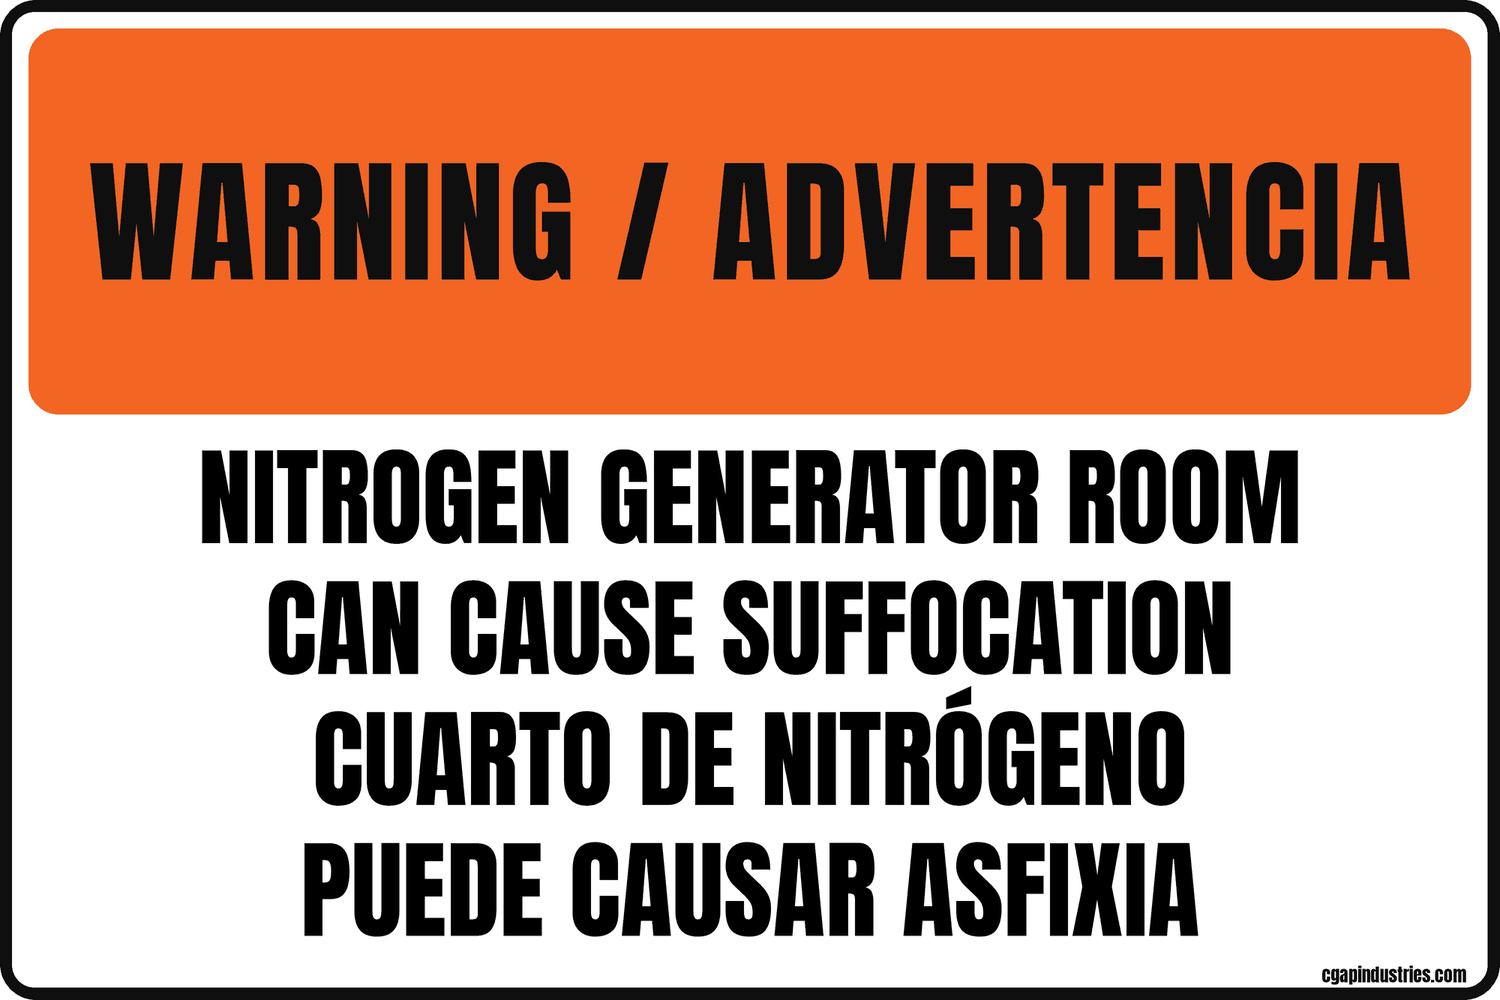 WARNING / ADVERTENCIA
NITROGEN GENERATOR ROOM
CAN CAUSE SUFFOCATION
CUARTO DE NITRÓGENO
PUEDE CAUSAR ASFIXIA
cgapindustries.com